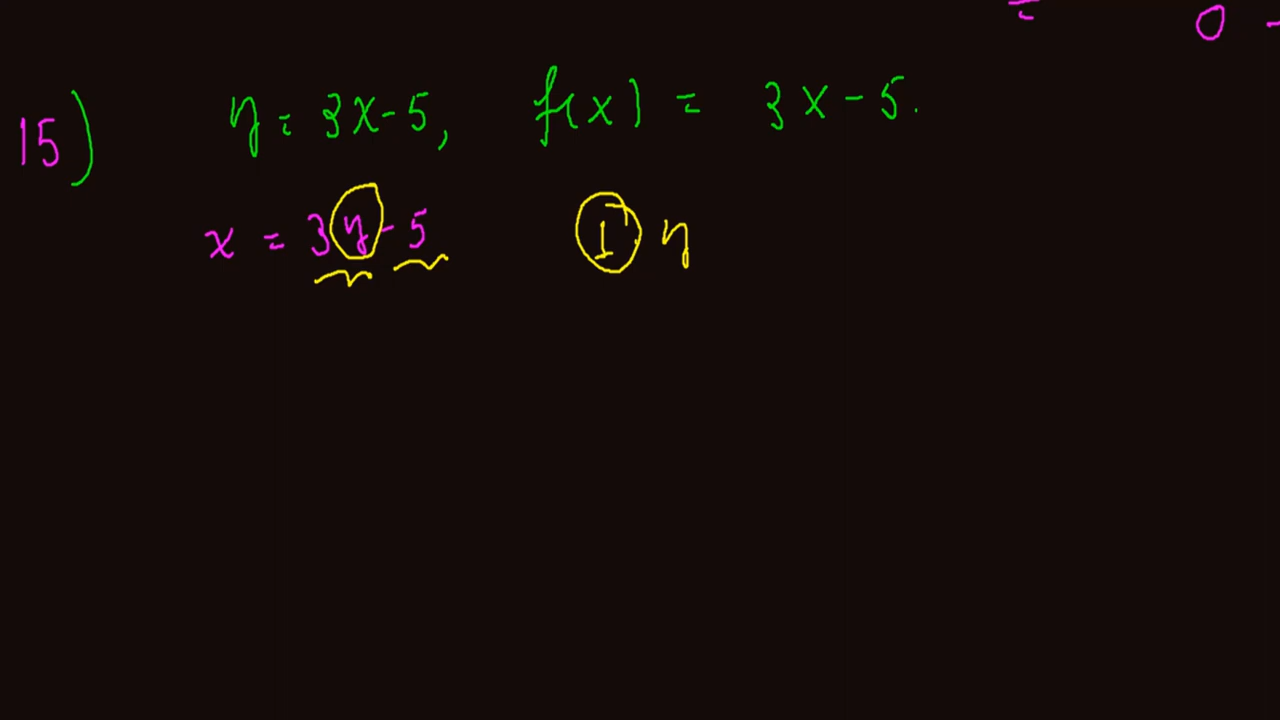 15) y = 3x - 5, f(x) = 3x - 5.
x = 3y - 5 1 y